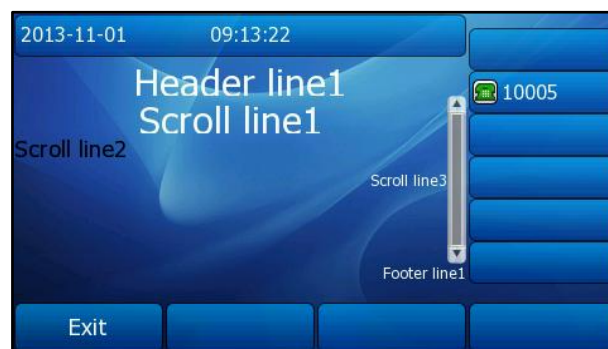 2013-11-01 09:13:22
Header line1
10005
Scroll line1
Scroll line2
Scroll line3
Footer line1
Exit